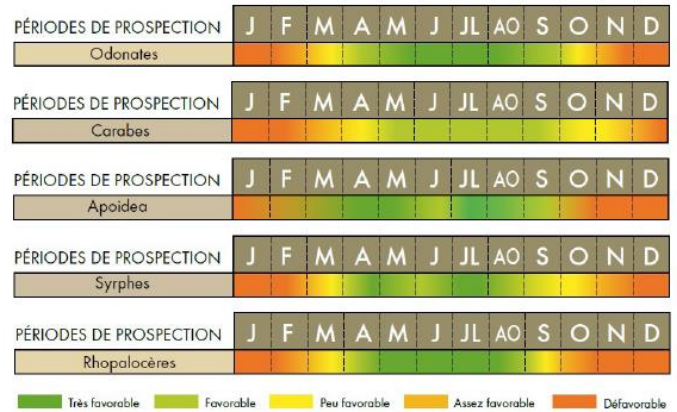 PÉRIODES DE PROSPECTION J F M A M J JL AO S O N D
Odonates
PÉRIODES DE PROSPECTION J F M A M J JL AO S O N D
Carabes
PÉRIODES DE PROSPECTION J F M A M J JL AO S O N D
Apoidea
PÉRIODES DE PROSPECTION J F M A M J JL AO S O N D
Syrphes
PÉRIODES DE PROSPECTION J F M A M J JL AO S O N D
Rhopalocères
Très favorable Favorable Peu favorable Assez favorable Défavorable